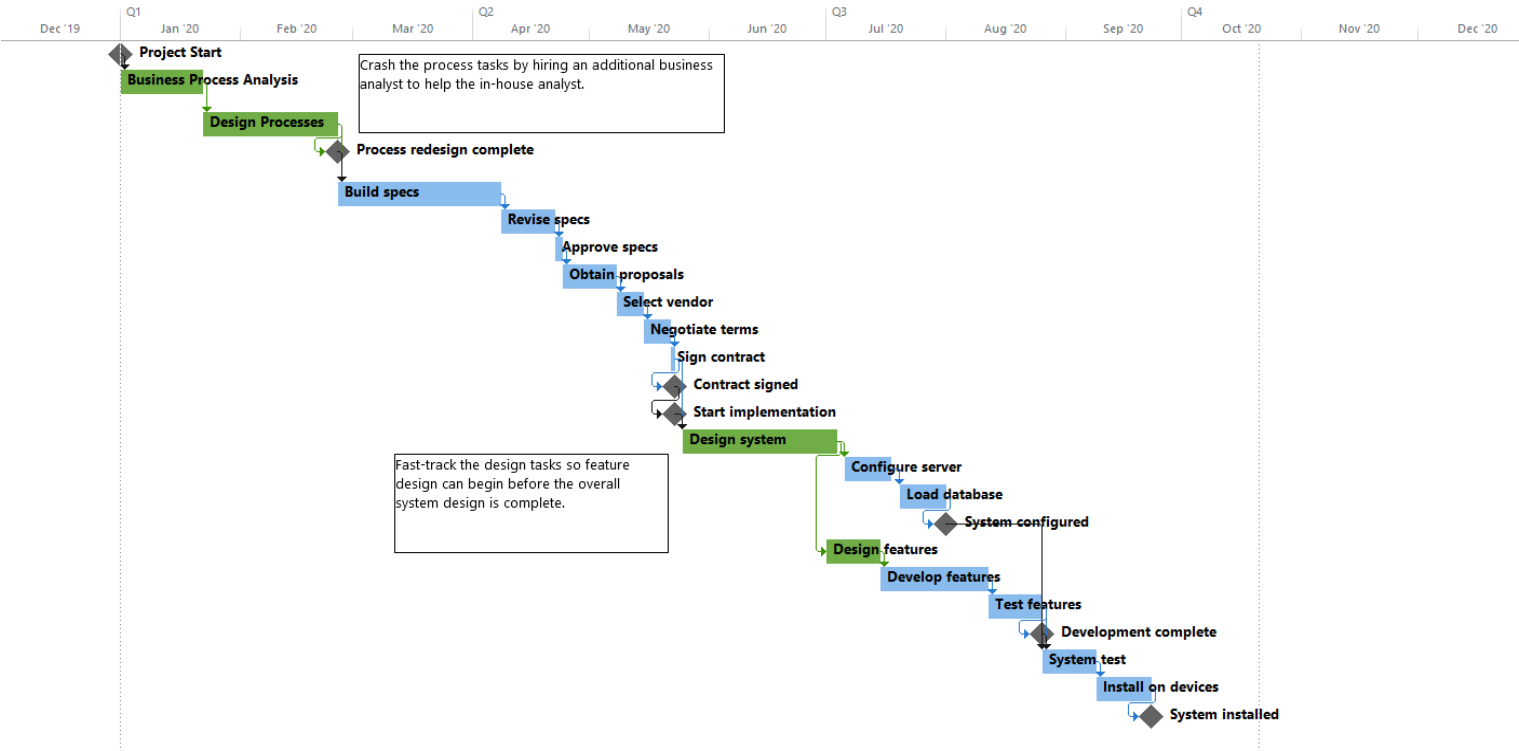 Q1 Q2 Q3 Q4
Dec '19 Jan '20 Feb '20 Mar '20 Apr '20 May '20 Jun '20 Jul '20 Aug '20 Sep '20 Oct '20 Nov '20 Dec '20
Project Start
Crash the process tasks by hiring an additional business
analyst to help the in-house analyst.
Business Process Analysis
Design Processes
Process redesign complete
Build specs
Revise specs
Approve specs
Obtain proposals
Select vendor
Negotiate terms
Sign contract
Contract signed
Start implementation
Design system
Fast-track the design tasks so feature
design can begin before the overall
system design is complete.
Configure server
Load database
System configured
Design features
Develop features
Test features
Development complete
System test
Install on devices
System installed